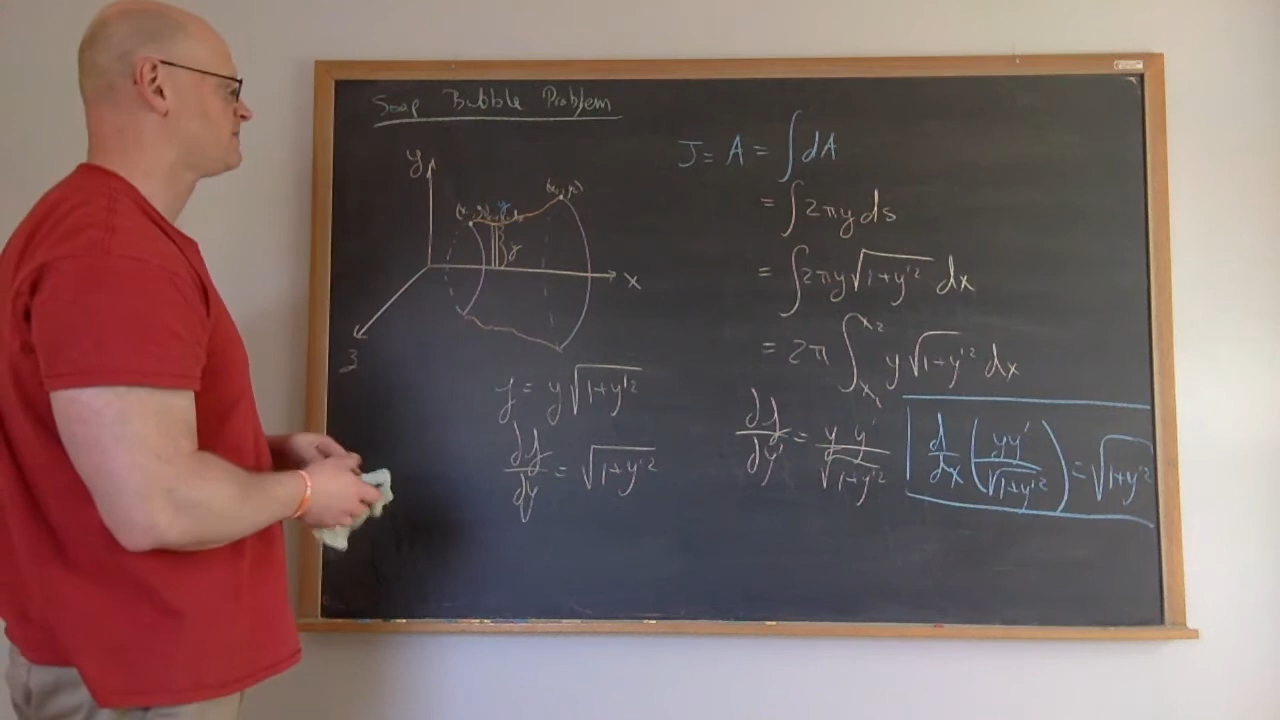 Soap Bubble Problem
y
(x₂, y₂)
y
y
x
z
J = A = ∫ dA
= ∫ 2πy ds
= ∫ 2πy √(1+y'²) dx
= 2π ∫_{x₁}^{x₂} y √(1+y'²) dx
f = y √(1+y'²)
∂f/∂y = √(1+y'²)
∂f/∂y' = y y'/√(1+y'²)
d/dx (yy'/√(1+y'²)) = √(1+y'²)